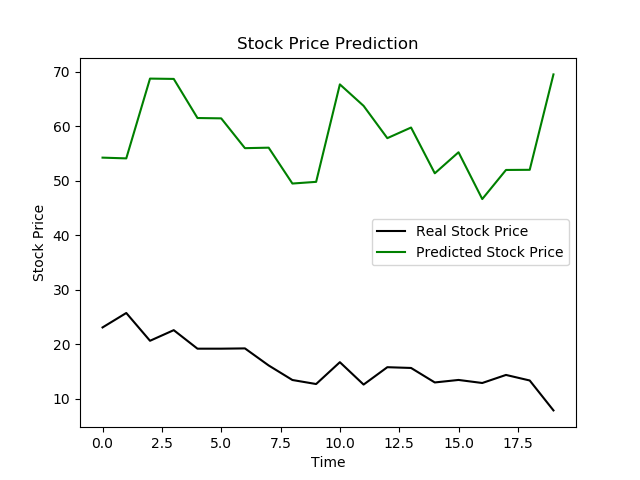 Stock Price Prediction
70
60
50
40
30
20
10
Stock Price
Real Stock Price
Predicted Stock Price
0.0 2.5 5.0 7.5 10.0 12.5 15.0 17.5
Time